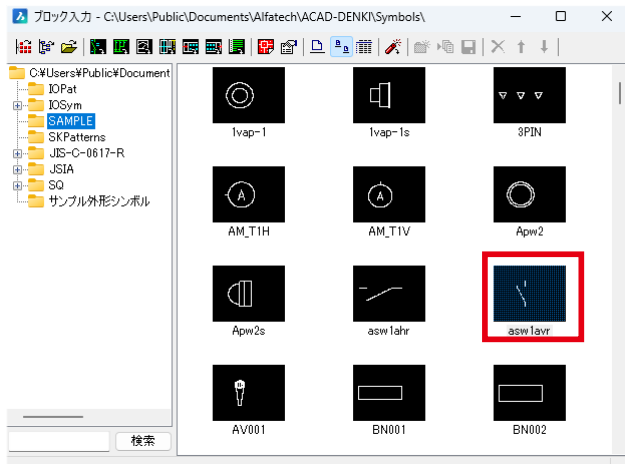 ブロック入力 - C:\Users\Public\Documents\Alfatech\ACAD-DENKI\Symbols\
C:¥Users¥Public¥Document
IOPat
IOSym
SAMPLE
SKPatterns
JIS-C-0617-R
JSIA
SQ
サンプル外形シンボル
1vap-1 1vap-1s 3PIN
A A
AM_T1H AM_T1V Apw2
Apw2s asw1ahr asw1avr
AV001 BN001 BN002
検索